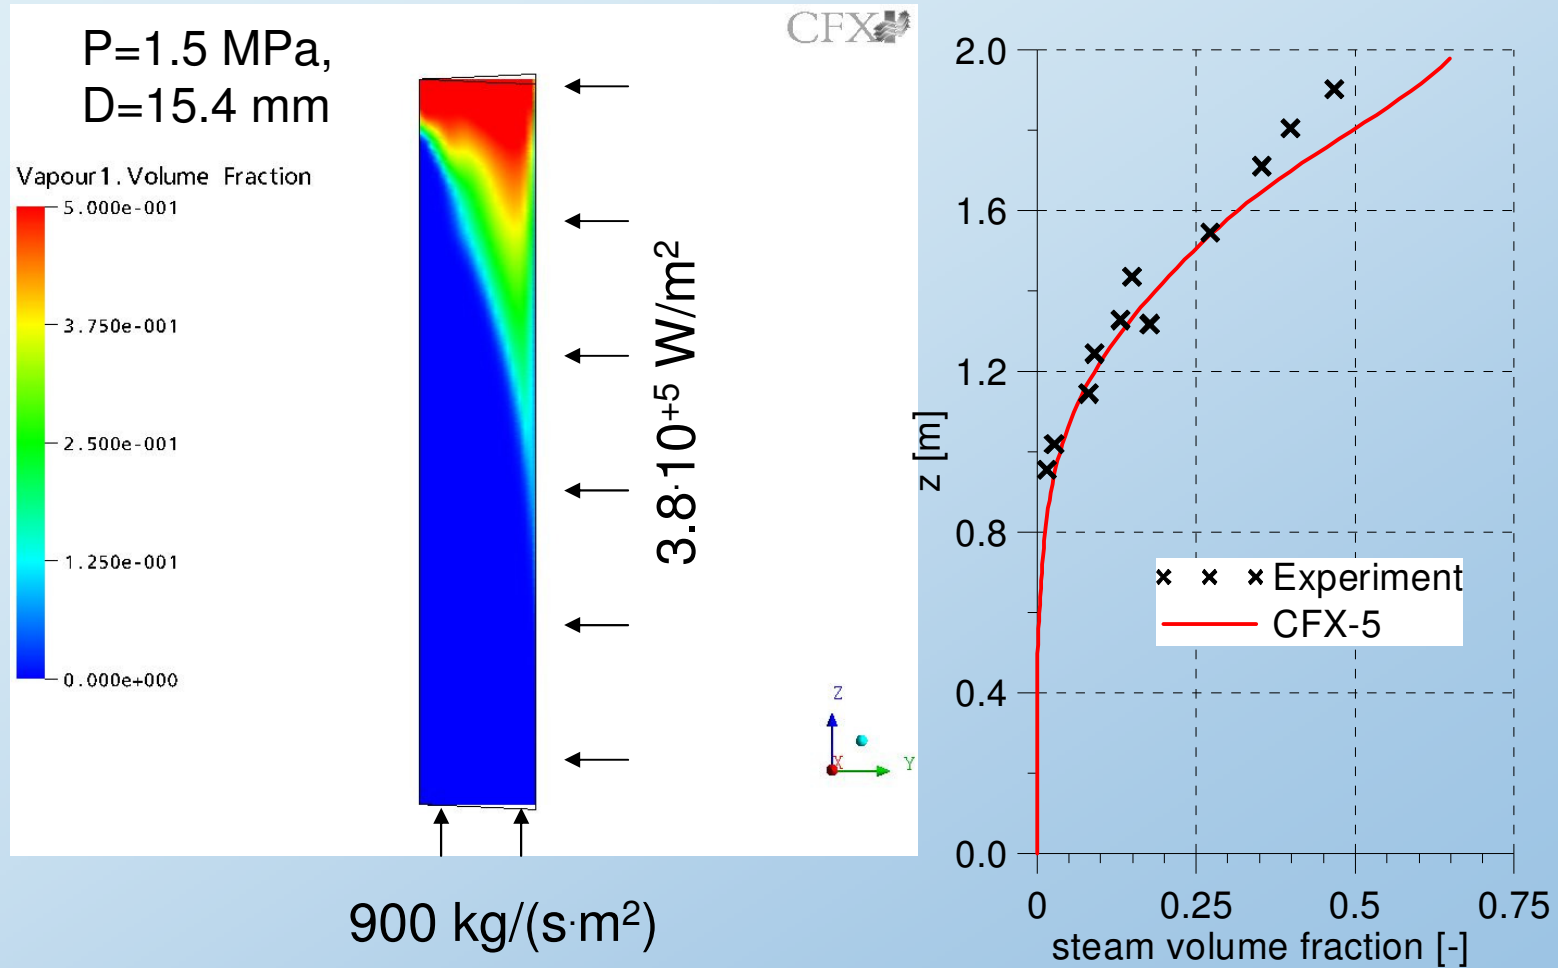 P=1.5 MPa,
D=15.4 mm
CFX
Vapour1.Volume Fraction
5.000e-001
3.750e-001
2.500e-001
1.250e-001
0.000e+000
3.8·10⁺⁵ W/m²
Z
X
Y
900 kg/(s·m²)
2.0
1.6
1.2
0.8
0.4
0.0
z [m]
Experiment
CFX-5
0 0.25 0.5 0.75
steam volume fraction [-]